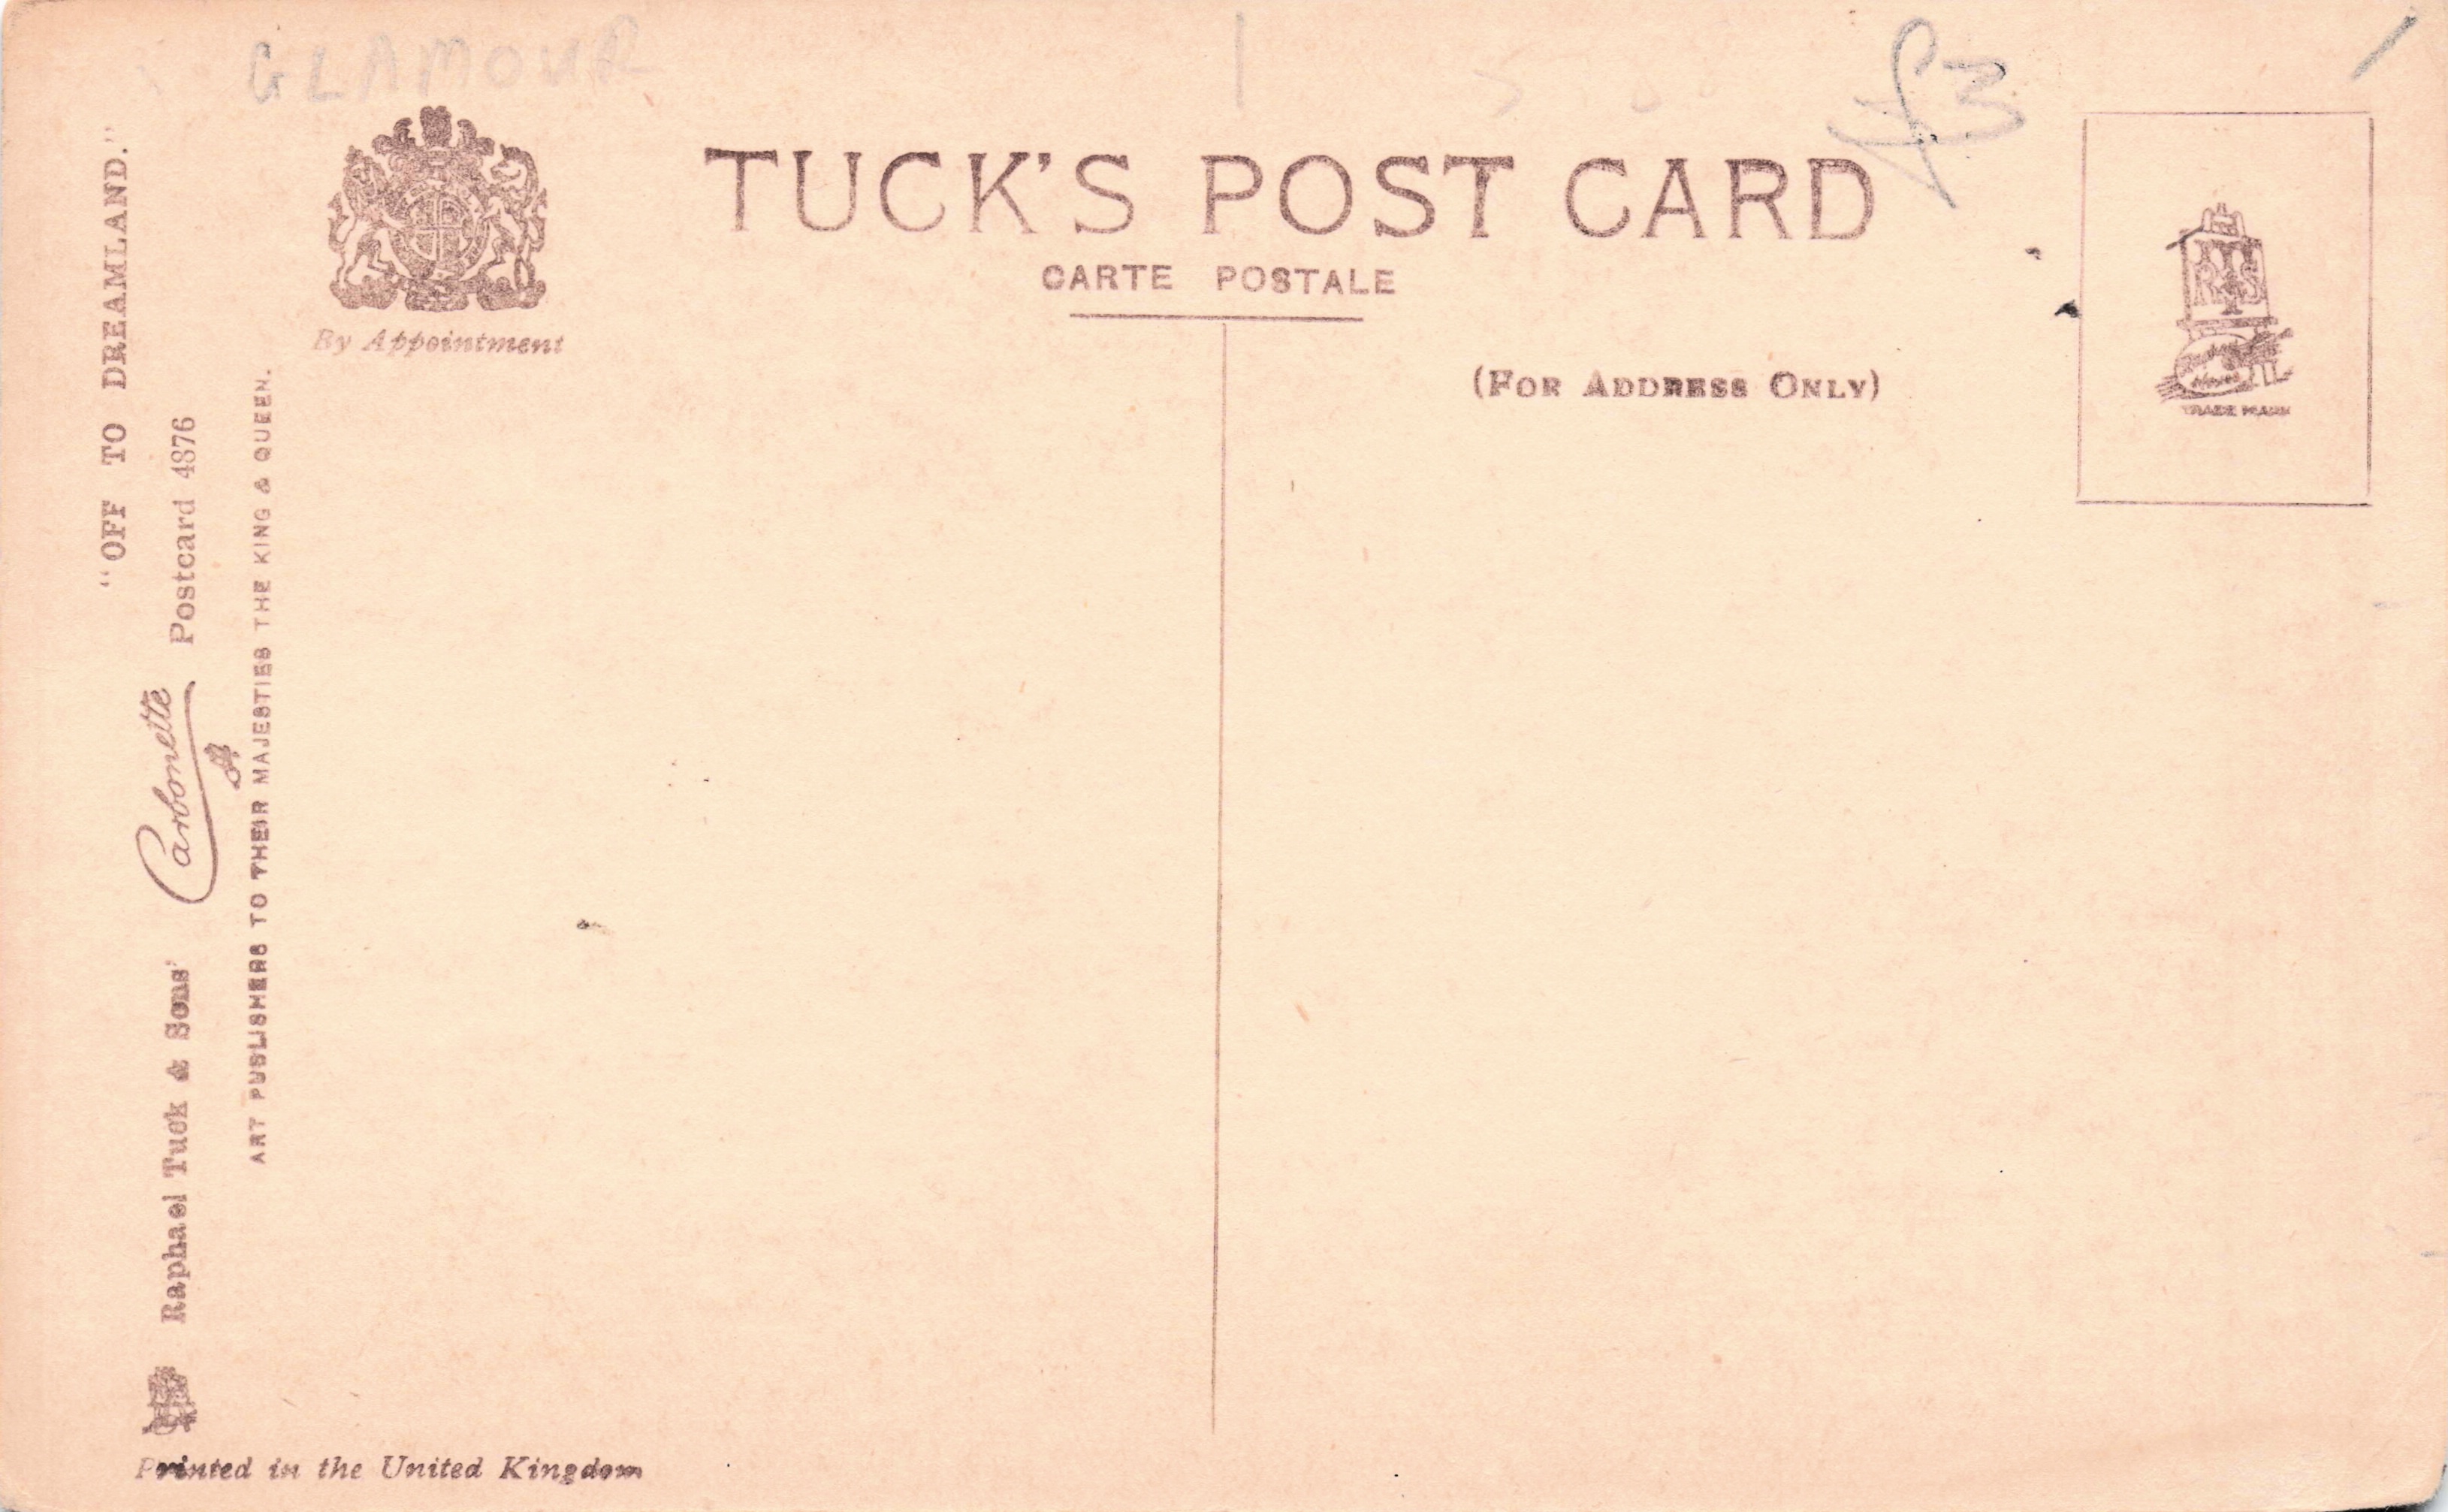 GLAMOUR
£3
TUCK'S POST CARD
CARTE POSTALE
By Appointment
(FOR ADDRESS ONLY)
TRADE MARK
"OFF TO DREAMLAND."
Raphael Tuck & Sons' Carbonette Postcard 4876
ART PUBLISHERS TO THEIR MAJESTIES THE KING & QUEEN.
Printed in the United Kingdom